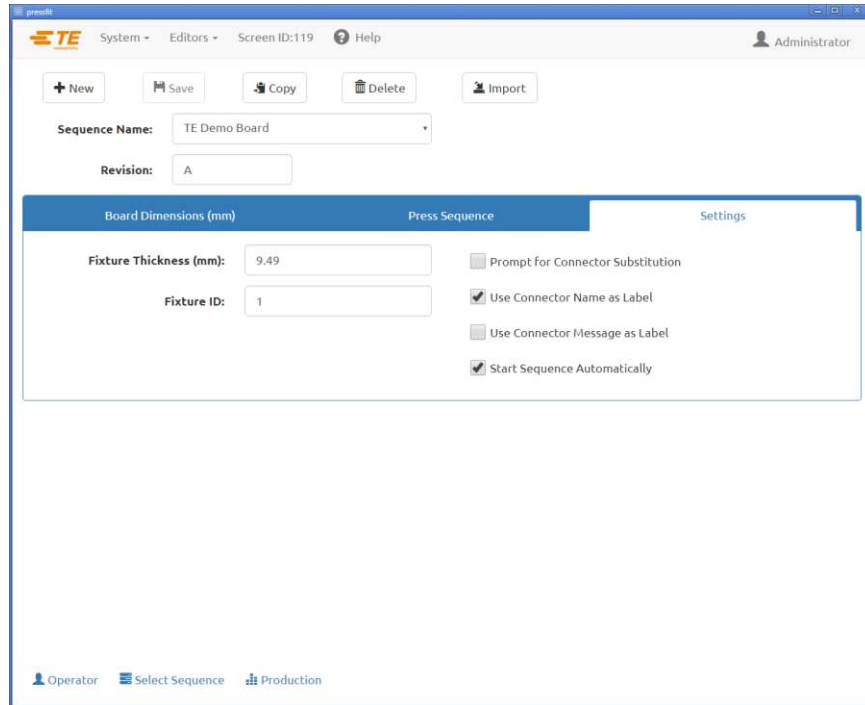 pressfit
TE connectivity System Editors Screen ID:119 Help Administrator
New Save Copy Delete Import
Sequence Name: TE Demo Board
Revision: A
Board Dimensions (mm) Press Sequence Settings
Fixture Thickness (mm): 9.49 Prompt for Connector Substitution
Fixture ID: 1 Use Connector Name as Label
Use Connector Message as Label
Start Sequence Automatically
Operator Select Sequence Production